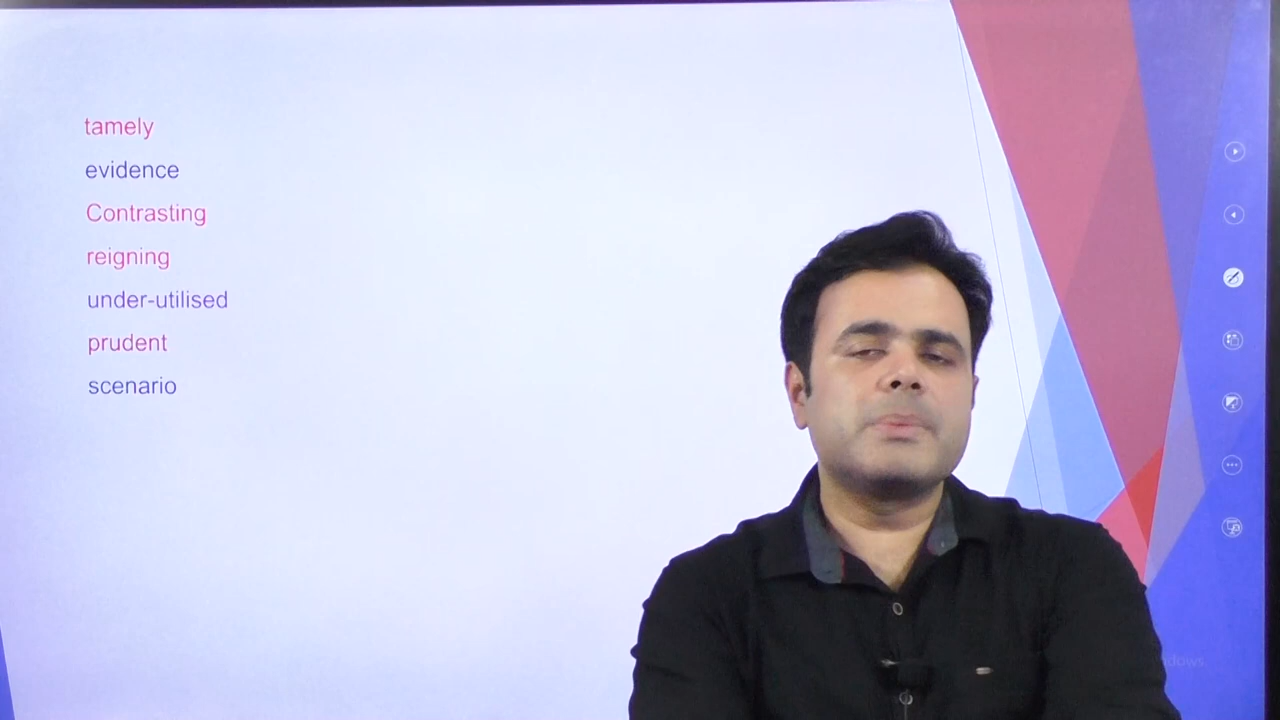 tamely
evidence
Contrasting
reigning
under-utilised
prudent
scenario